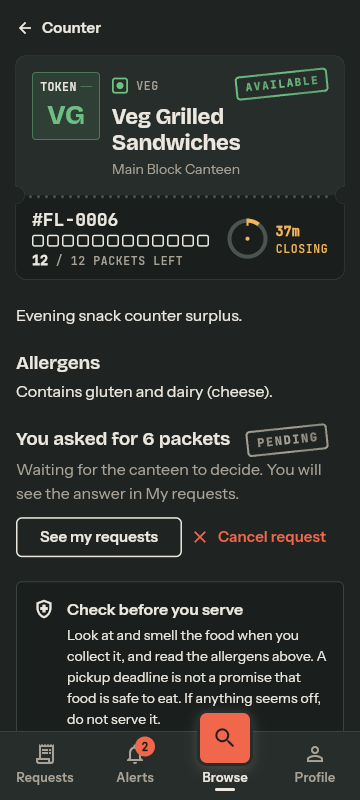 Counter
TOKEN
VG
VEG
AVAILABLE
Veg Grilled
Sandwiches
Main Block Canteen
#FL-0006
12 / 12 PACKETS LEFT
37m
CLOSING
Evening snack counter surplus.
Allergens
Contains gluten and dairy (cheese).
You asked for 6 packets
PENDING
Waiting for the canteen to decide. You will
see the answer in My requests.
See my requests
Cancel request
Check before you serve
Look at and smell the food when you
collect it, and read the allergens above. A
pickup deadline is not a promise that
food is safe to eat. If anything seems off,
do not serve it.
Requests
2
Alerts
Browse
Profile